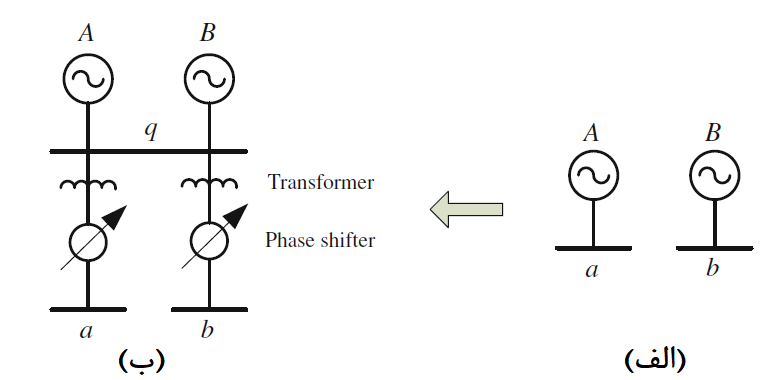 A B
q
Transformer
Phase shifter
a b
(ب)
A B
a b
(الف)